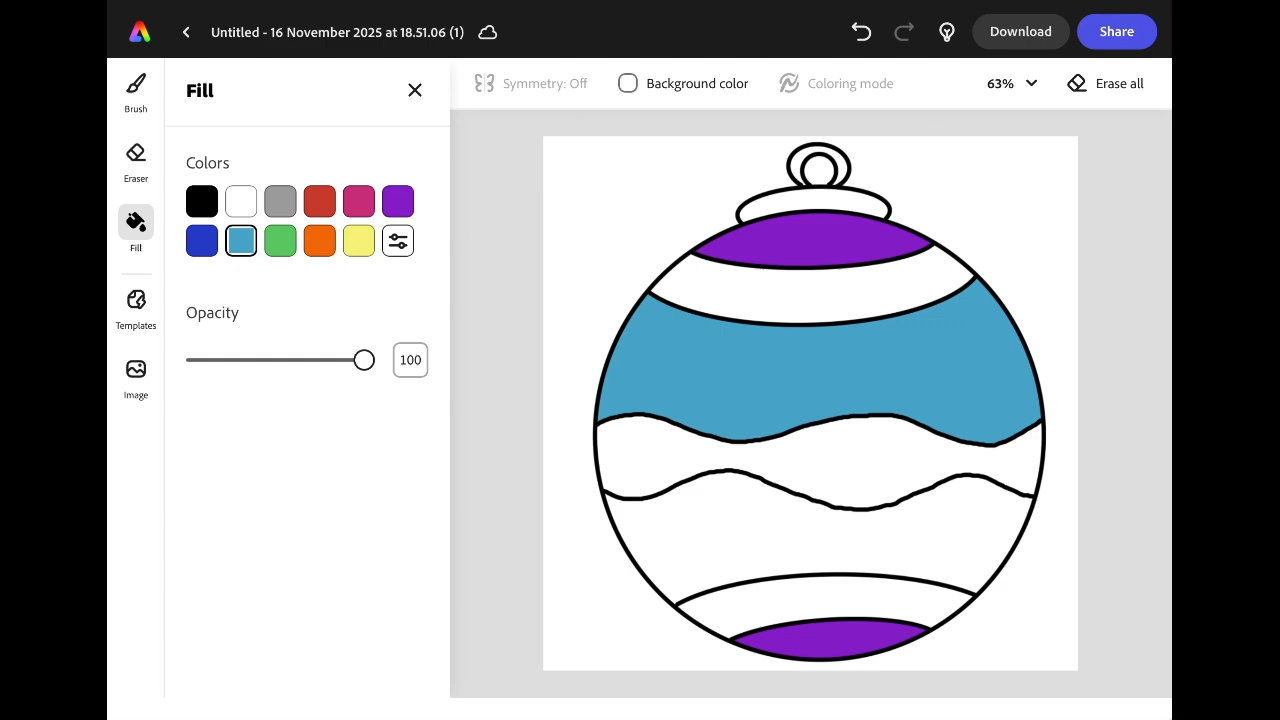 Untitled - 16 November 2025 at 18.51.06 (1)
Download
Share
Brush
Eraser
Fill
Templates
Image
Fill
Colors
Opacity
100
Symmetry: Off
Background color
Coloring mode
63%
Erase all